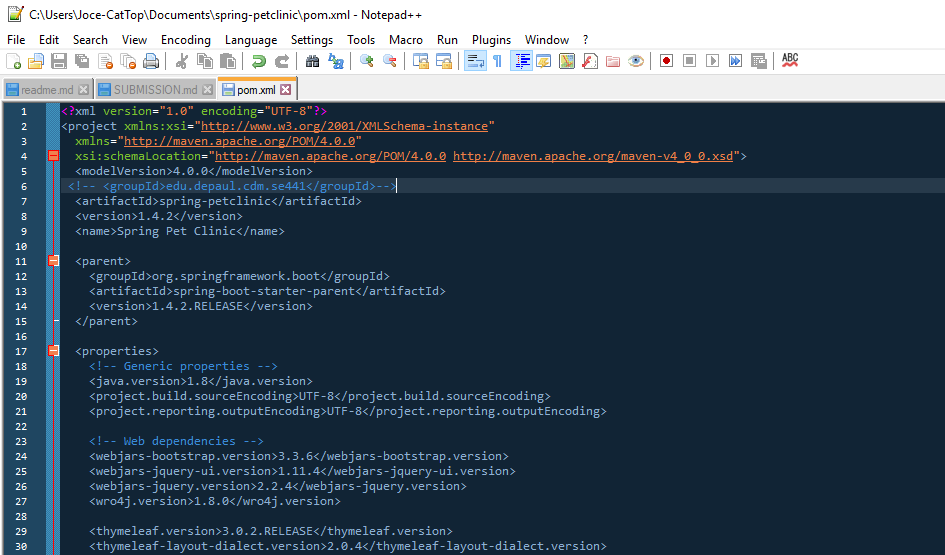 C:\Users\Joce-CatTop\Documents\spring-petclinic\pom.xml - Notepad++
File Edit Search View Encoding Language Settings Tools Macro Run Plugins Window ?
ABC
readme.md SUBMISSION.md pom.xml
1 <?xml version="1.0" encoding="UTF-8"?>
2 <project xmlns:xsi="http://www.w3.org/2001/XMLSchema-instance"
3 xmlns="http://maven.apache.org/POM/4.0.0"
4 xsi:schemaLocation="http://maven.apache.org/POM/4.0.0 http://maven.apache.org/maven-v4_0_0.xsd">
5 <modelVersion>4.0.0</modelVersion>
6 <!-- <groupId>edu.depaul.cdm.se441</groupId>-->
7 <artifactId>spring-petclinic</artifactId>
8 <version>1.4.2</version>
9 <name>Spring Pet Clinic</name>
10
11 <parent>
12 <groupId>org.springframework.boot</groupId>
13 <artifactId>spring-boot-starter-parent</artifactId>
14 <version>1.4.2.RELEASE</version>
15 </parent>
16
17 <properties>
18 <!-- Generic properties -->
19 <java.version>1.8</java.version>
20 <project.build.sourceEncoding>UTF-8</project.build.sourceEncoding>
21 <project.reporting.outputEncoding>UTF-8</project.reporting.outputEncoding>
22
23 <!-- Web dependencies -->
24 <webjars-bootstrap.version>3.3.6</webjars-bootstrap.version>
25 <webjars-jquery-ui.version>1.11.4</webjars-jquery-ui.version>
26 <webjars-jquery.version>2.2.4</webjars-jquery.version>
27 <wro4j.version>1.8.0</wro4j.version>
28
29 <thymeleaf.version>3.0.2.RELEASE</thymeleaf.version>
30 <thymeleaf-layout-dialect.version>2.0.4</thymeleaf-layout-dialect.version>